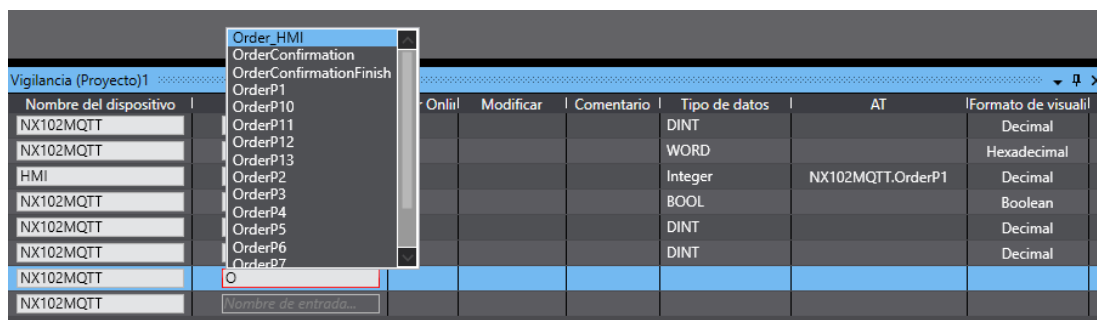 Order_HMI
OrderConfirmation
OrderConfirmationFinish
OrderP1
OrderP10
OrderP11
OrderP12
OrderP13
OrderP2
OrderP3
OrderP4
OrderP5
OrderP6
OrderP7
Vigilancia (Proyecto)1
Nombre del dispositivo Onlin Modificar Comentario Tipo de datos AT Formato de visuali
NX102MQTT DINT Decimal
NX102MQTT WORD Hexadecimal
HMI Integer NX102MQTT.OrderP1 Decimal
NX102MQTT BOOL Boolean
NX102MQTT DINT Decimal
NX102MQTT DINT Decimal
NX102MQTT O
NX102MQTT Nombre de entrada...